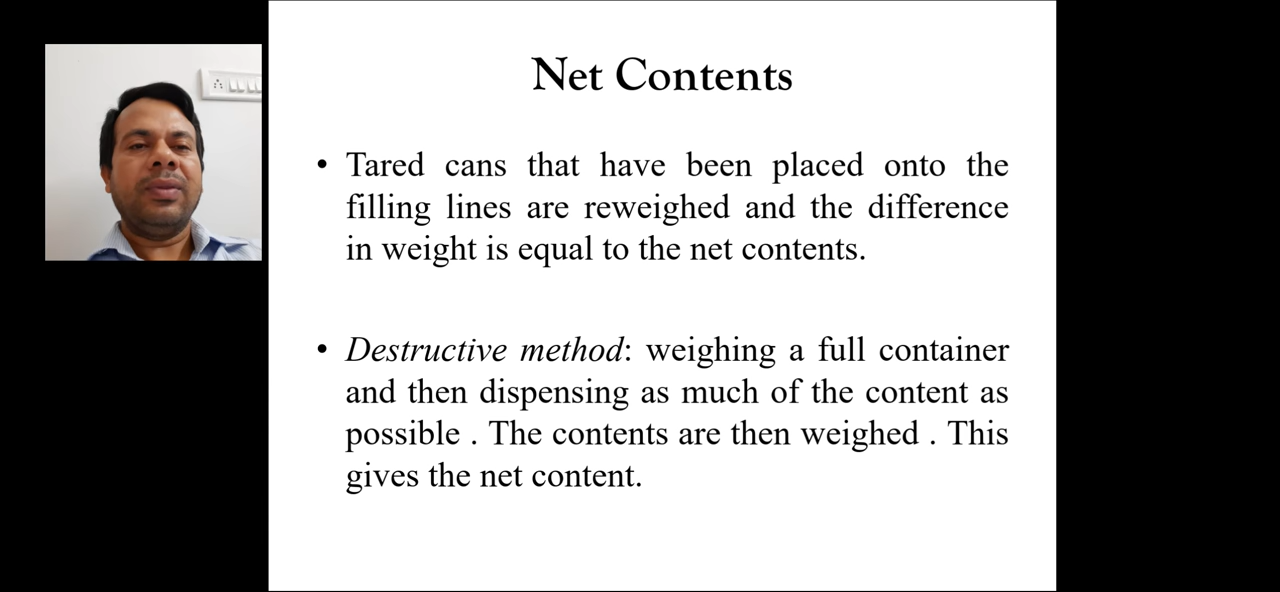 Net Contents
• Tared cans that have been placed onto the
filling lines are reweighed and the difference
in weight is equal to the net contents.
• Destructive method: weighing a full container
and then dispensing as much of the content as
possible . The contents are then weighed . This
gives the net content.